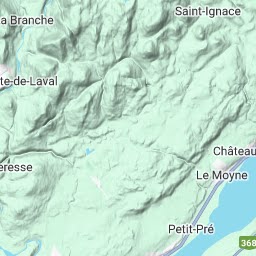 Saint-Ignace
a Branche
te-de-Laval
Château
eresse
Le Moyne
Petit-Pré
368